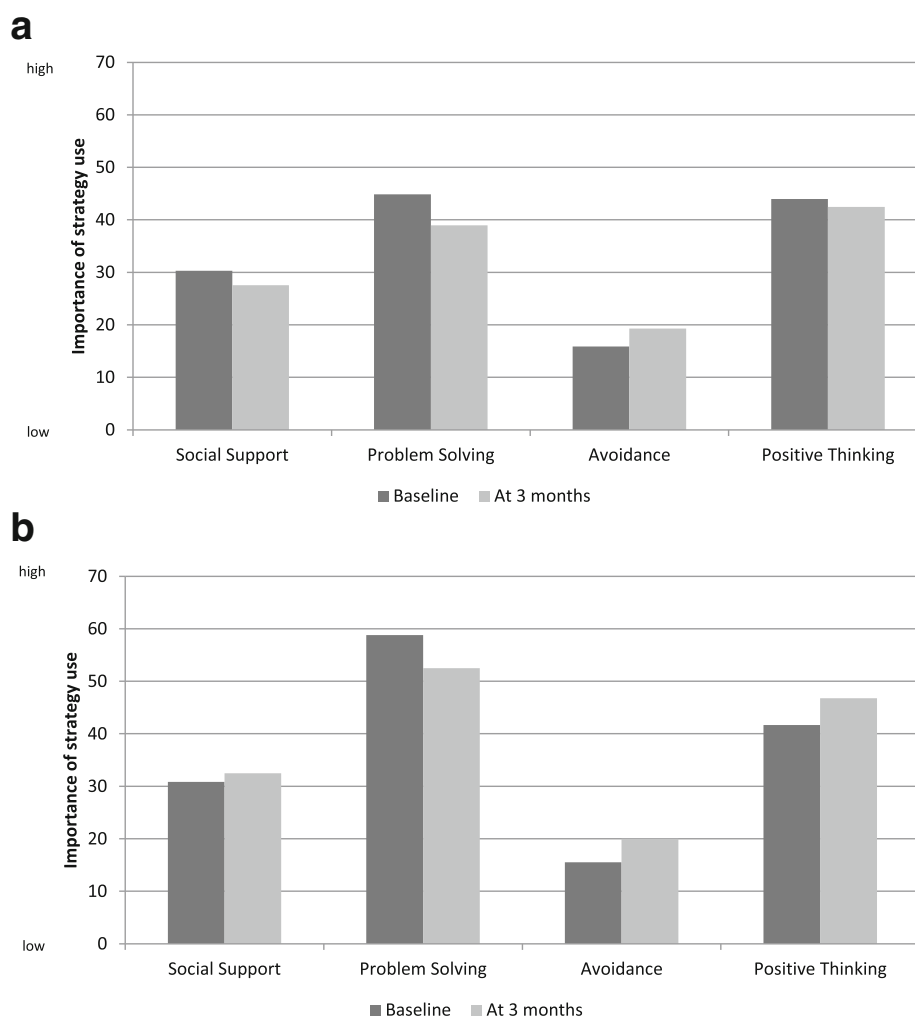 a
high
70
60
50
40
30
20
10
0
low
Importance of strategy use
Social Support Problem Solving Avoidance Positive Thinking
Baseline At 3 months
b
high
70
60
50
40
30
20
10
0
low
Importance of strategy use
Social Support Problem Solving Avoidance Positive Thinking
Baseline At 3 months